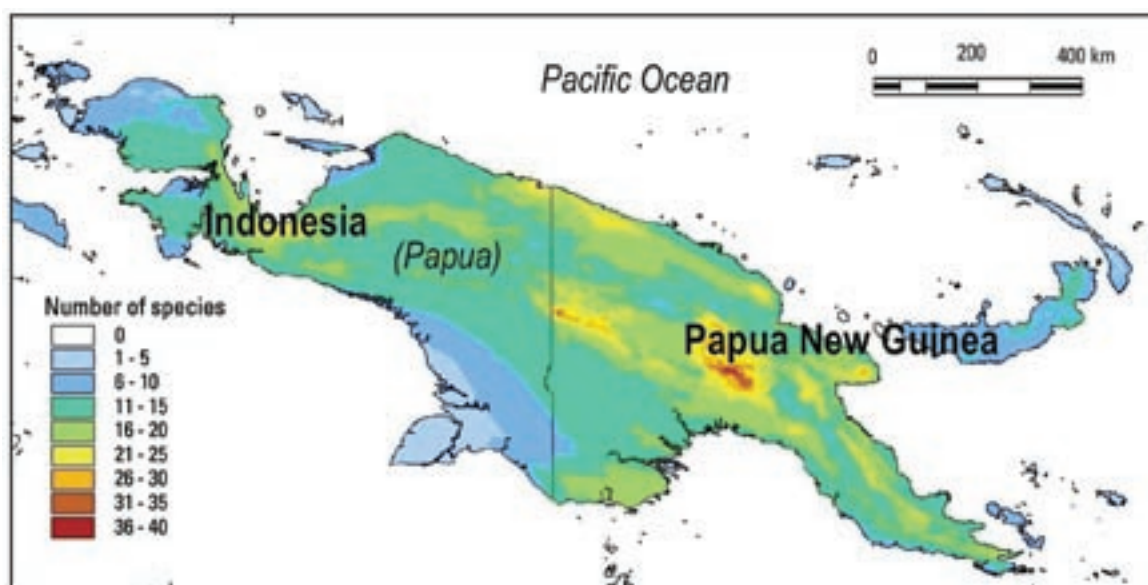 0 200 400 km
Pacific Ocean
Indonesia
(Papua)
Papua New Guinea
Number of species
0
1 - 5
6 - 10
11 - 15
16 - 20
21 - 25
26 - 30
31 - 35
36 - 40